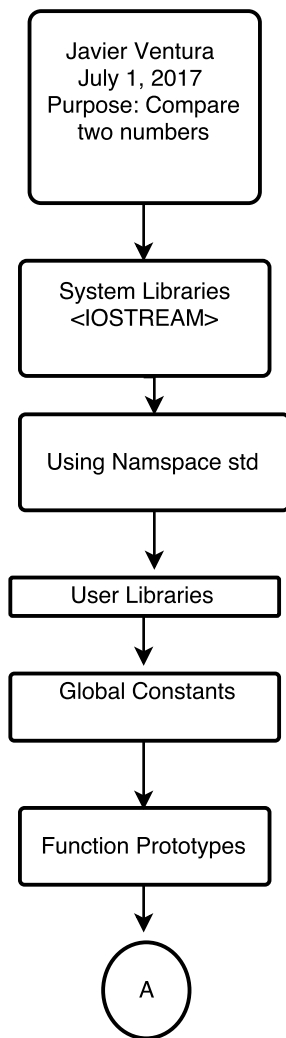 Javier Ventura
July 1, 2017
Purpose: Compare
two numbers
System Libraries
<IOSTREAM>
Using Namspace std
User Libraries
Global Constants
Function Prototypes
A